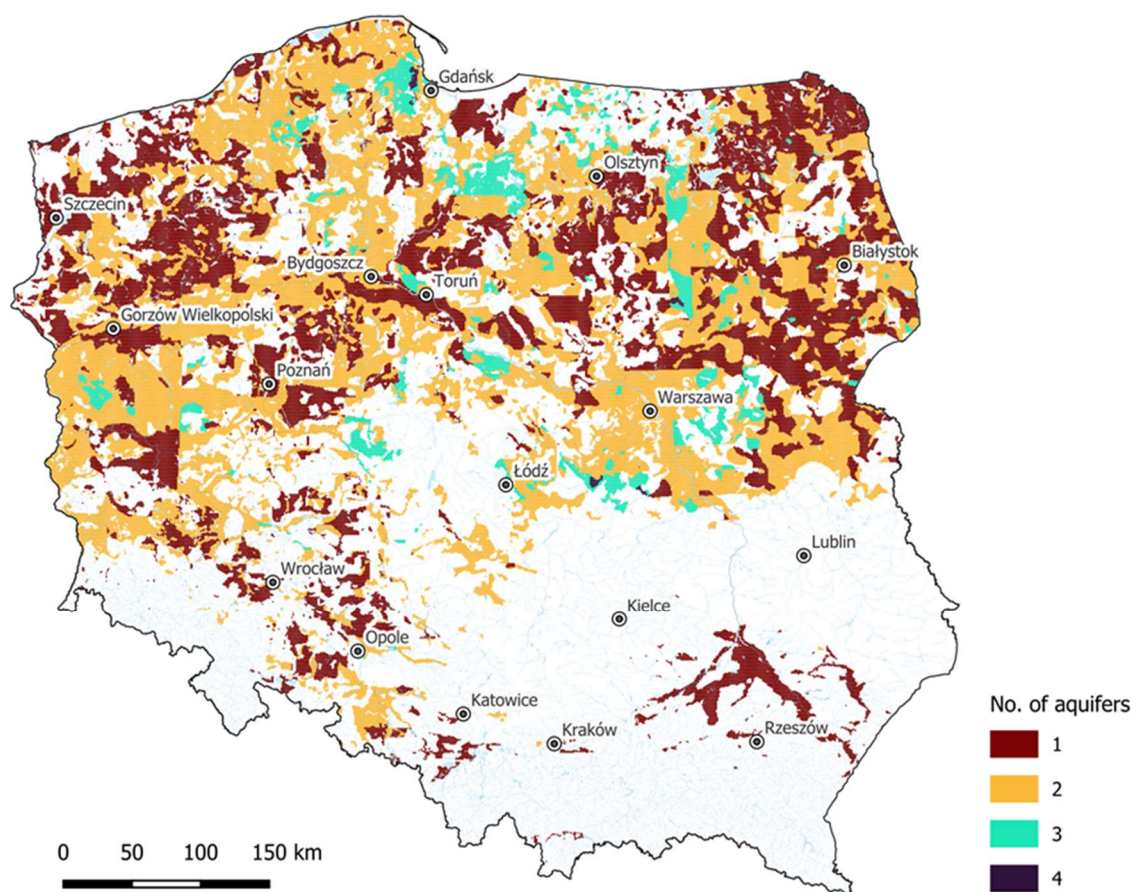 Gdańsk
Olsztyn
Szczecin
Białystok
Bydgoszcz
Toruń
Gorzów Wielkopolski
Poznań
Warszawa
Łódź
Lublin
Wrocław
Kielce
Opole
Katowice
Kraków
Rzeszów
No. of aquifers
1
2
3
4
0 50 100 150 km